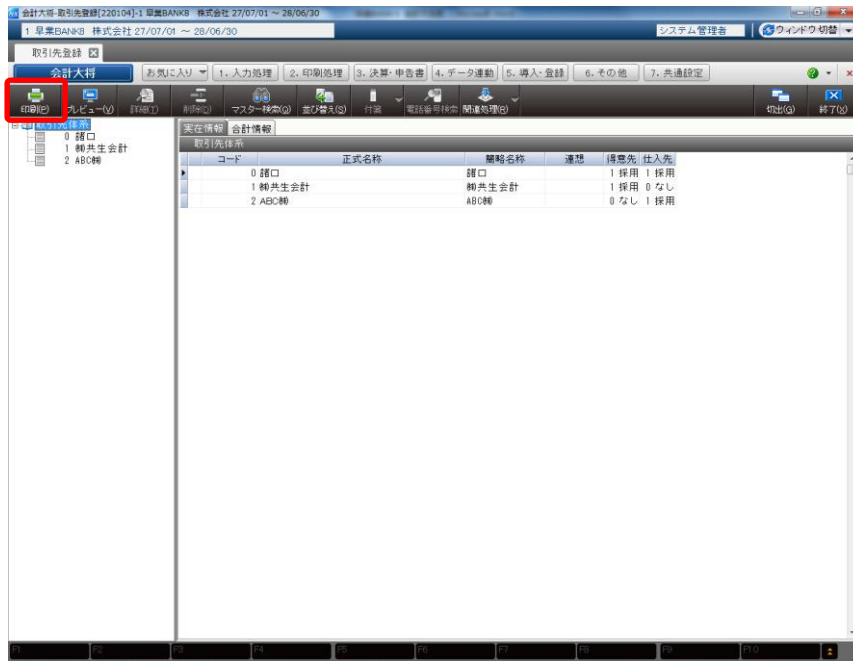 会計大将-取引先登録[220104]-1 早業BANKB 株式会社 27/07/01 ～ 28/06/30
1 早業BANKB 株式会社 27/07/01 ～ 28/06/30
システム管理者
ウィンドウ切替
取引先登録
会計大将
お気に入り
1. 入力処理
2. 印刷処理
3. 決算・申告書
4. データ連動
5. 導入・登録
6. その他
7. 共通設定
印刷(P)
プレビュー(V)
詳細(T)
削除(D)
マスター検索(Q)
並び替え(S)
付箋
電話番号検索
関連処理(R)
切出(G)
終了(X)
取引先体系
0 諸口
1 ㈱共生会計
2 ABC㈱
実在情報 合計情報
取引先体系
コード 正式名称 簡略名称 連想 得意先 仕入先
0 諸口 諸口 1 採用 1 採用
1 ㈱共生会計 ㈱共生会計 1 採用 0 なし
2 ABC㈱ ABC㈱ 0 なし 1 採用
F1 F2 F3 F4 F5 F6 F7 F8 F9 F10